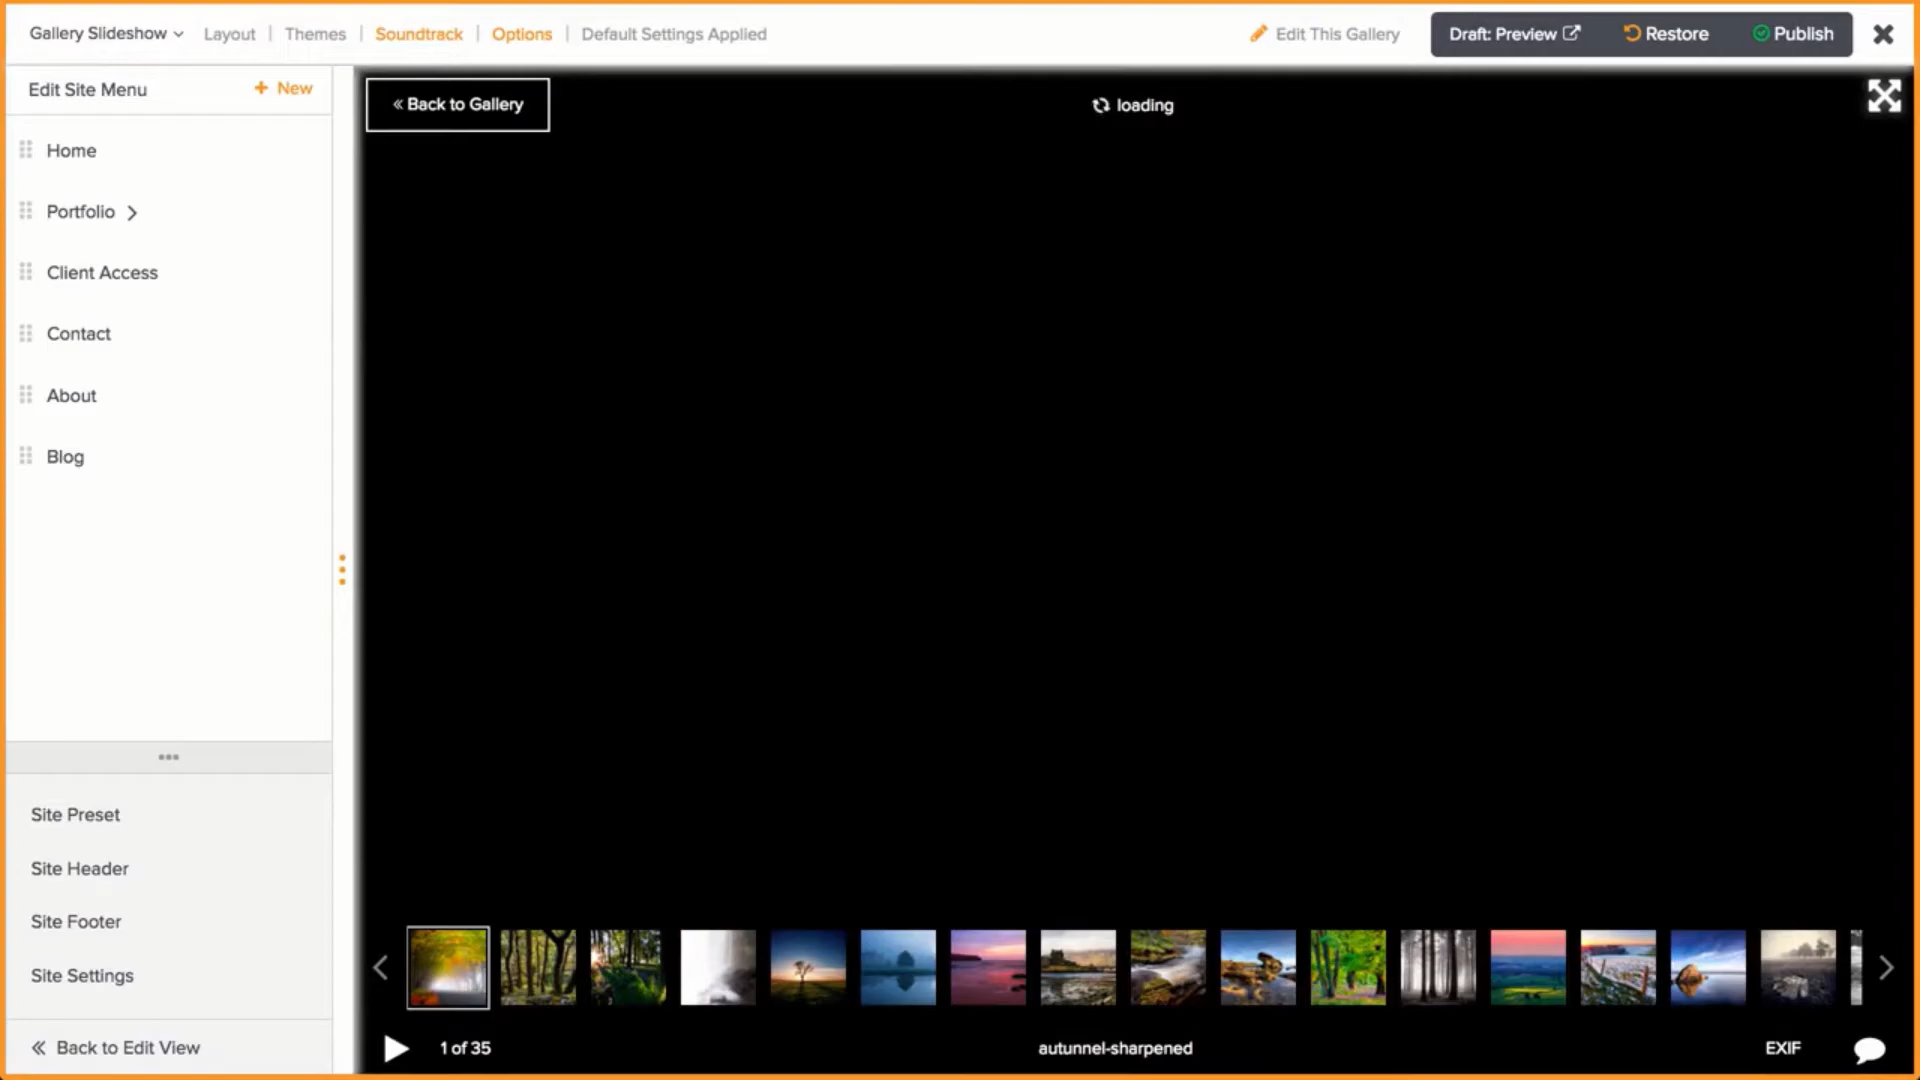 Gallery Slideshow Layout | Themes | Soundtrack | Options | Default Settings Applied Edit This Gallery Draft: Preview Restore Publish
Edit Site Menu + New
« Back to Gallery
loading
Home
Portfolio
Client Access
Contact
About
Blog
Site Preset
Site Header
Site Footer
Site Settings
« Back to Edit View
1 of 35
autunnel-sharpened
EXIF